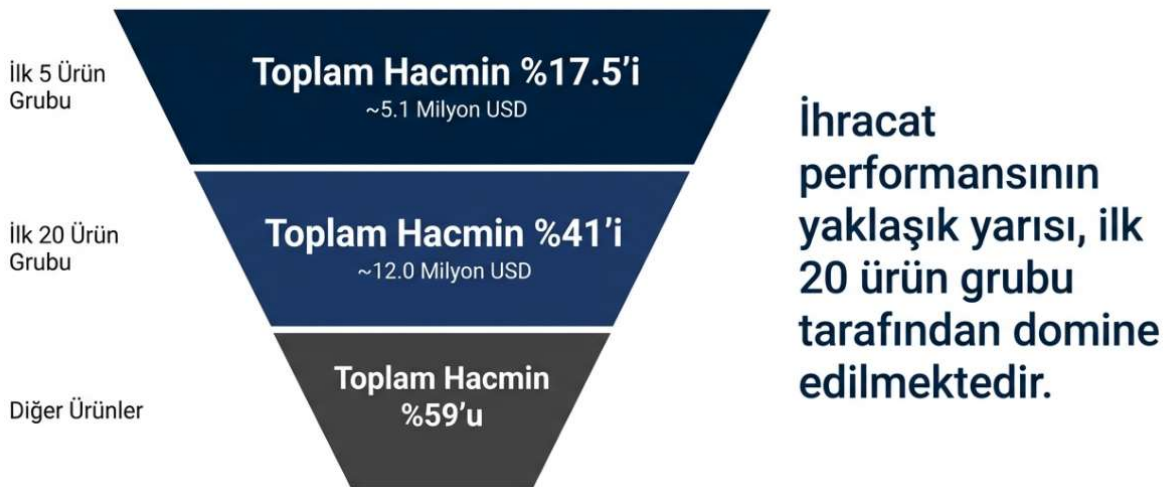 İlk 5 Ürün
Grubu
Toplam Hacmin %17.5’i
~5.1 Milyon USD
İlk 20 Ürün
Grubu
Toplam Hacmin %41’i
~12.0 Milyon USD
Diğer Ürünler
Toplam Hacmin
%59’u
İhracat
performansının
yaklaşık yarısı, ilk
20 ürün grubu
tarafından domine
edilmektedir.